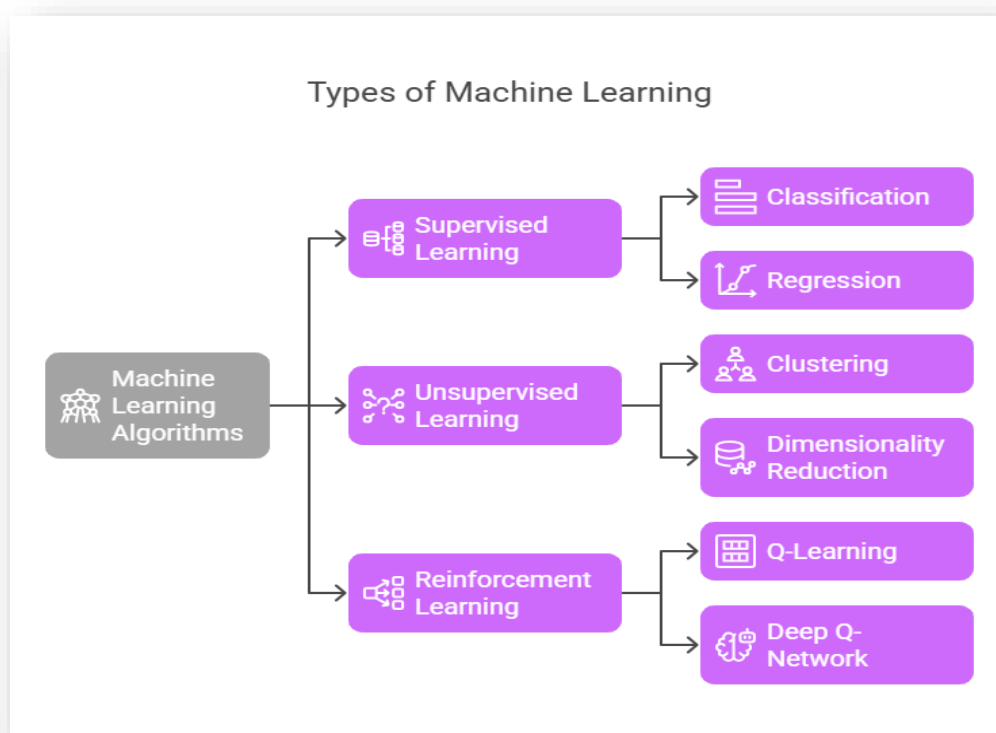 Types of Machine Learning
Classification
Supervised
Learning
Regression
Machine
Learning
Algorithms
Unsupervised
Learning
Clustering
Dimensionality
Reduction
Reinforcement
Learning
Q-Learning
Deep Q-
Network